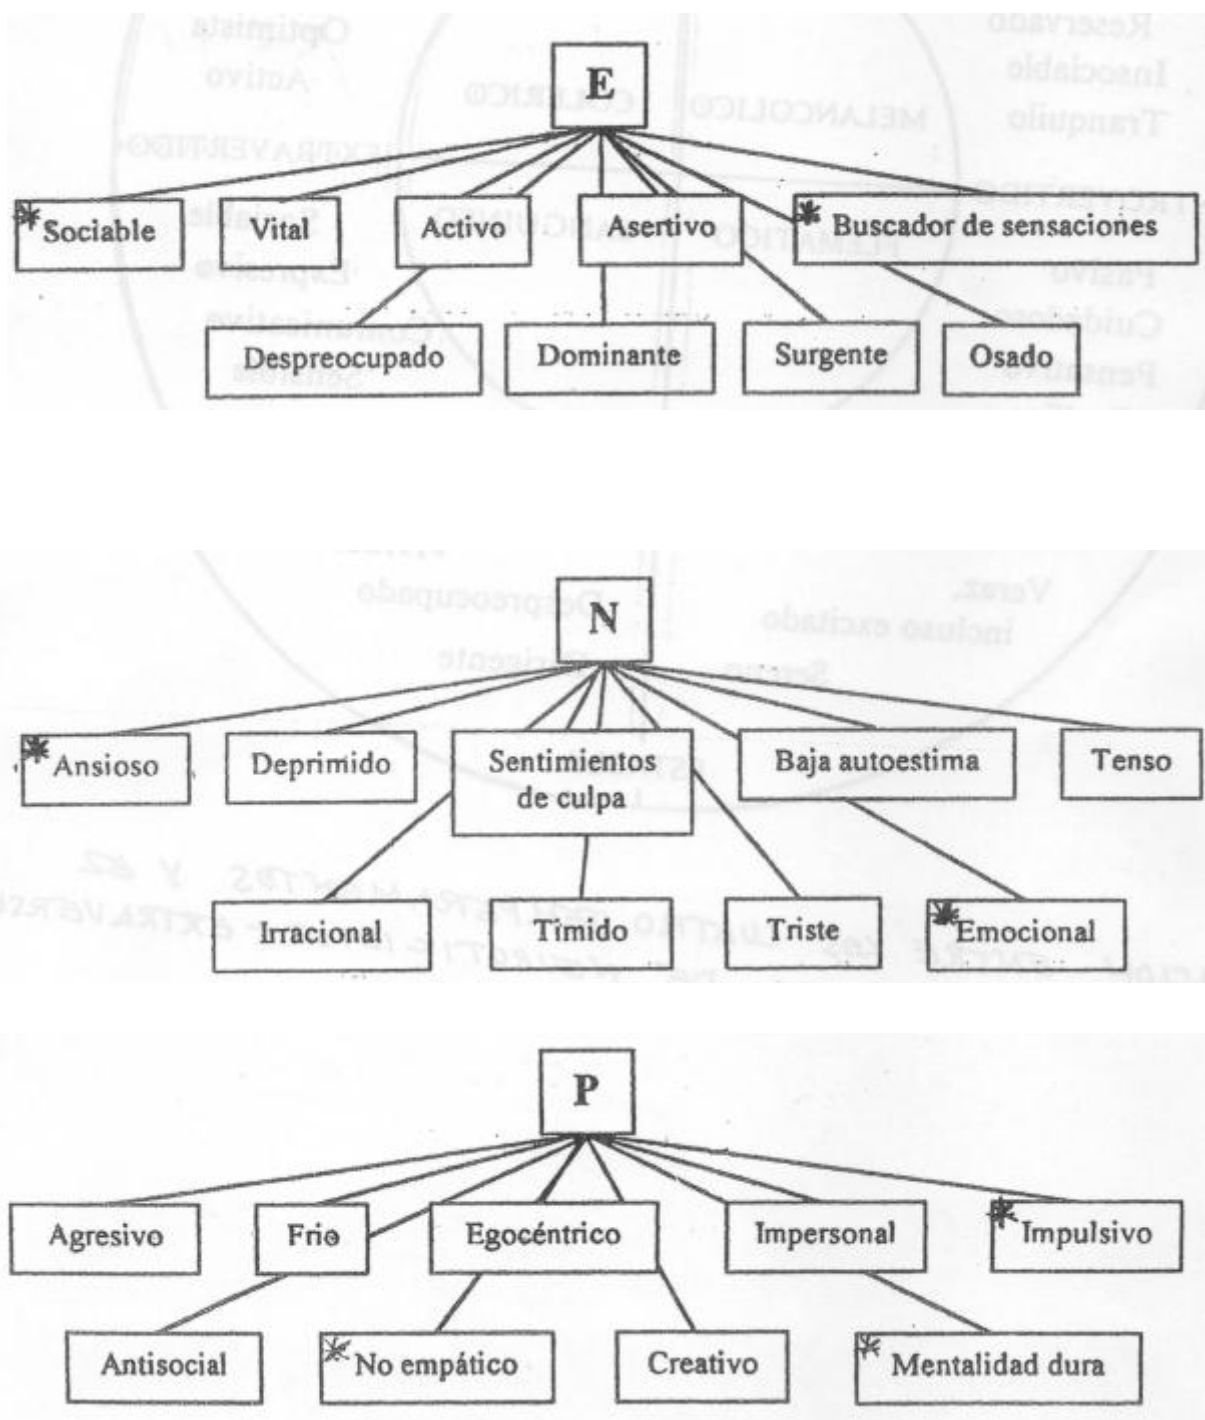 E
* Sociable
Vital
Activo
Asertivo
* Buscador de sensaciones
Despreocupado
Dominante
Surgente
Osado
N
* Ansioso
Deprimido
Sentimientos
de culpa
Baja autoestima
Tenso
Irracional
Tímido
Triste
* Emocional
P
Agresivo
Frio
Egocéntrico
Impersonal
* Impulsivo
Antisocial
* No empático
Creativo
* Mentalidad dura